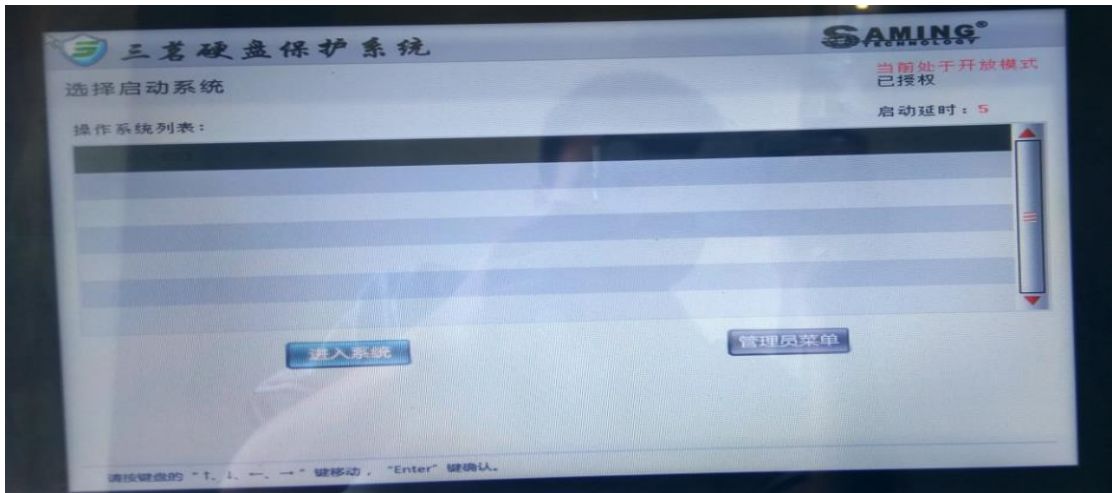 三茗硬盘保护系统
SAMING®
TECHNOLOGY
选择启动系统
当前处于开放模式
已授权
启动延时：5
操作系统列表：
进入系统
管理员菜单
请按键盘的 "↑、↓、←、→" 键移动， "Enter" 键确认。